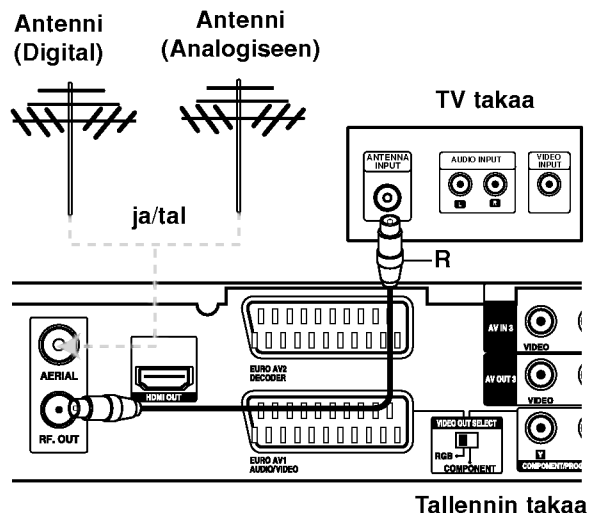 Antenni
(Digital)
Antenni
(Analogiseen)
TV takaa
ANTENNA
INPUT
AUDIO INPUT
L
R
VIDEO
INPUT
ja/tal
R
AERIAL
RF. OUT
HDMI OUT
EURO AV2
DECODER
EURO AV1
AUDIO/VIDEO
AV IN 3
VIDEO
AV OUT 3
VIDEO
VIDEO OUT SELECT
RGB
COMPONENT
Y
COMPONENT/PROG
Tallennin takaa